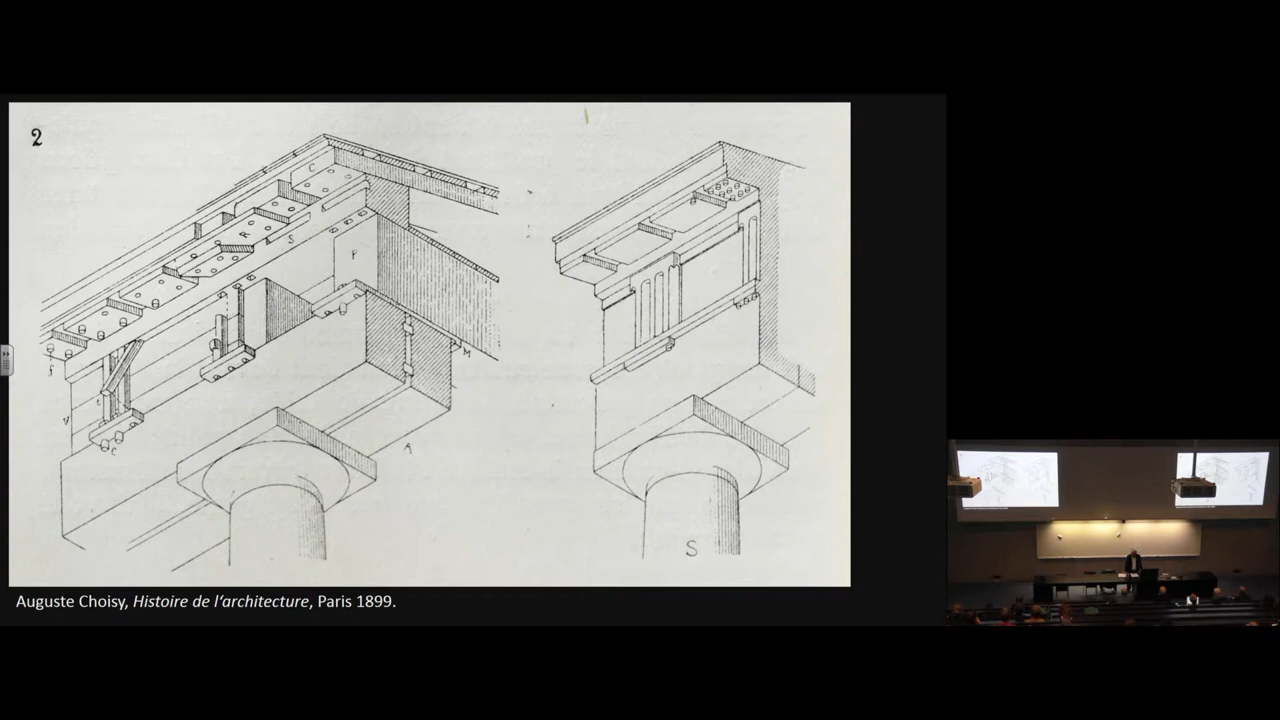 2
C
R
A
S
P
f
V
t
C
M
A
S
Auguste Choisy, Histoire de l‘architecture, Paris 1899.